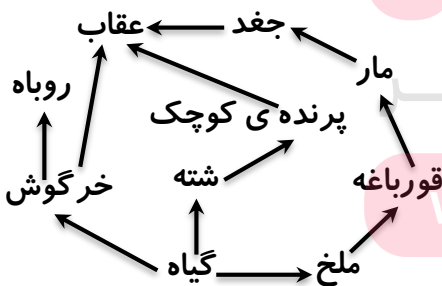 عقاب
جغد
مار
روباه
پرنده ی کوچک
خرگوش
شته
قورباغه
گیاه
ملخ